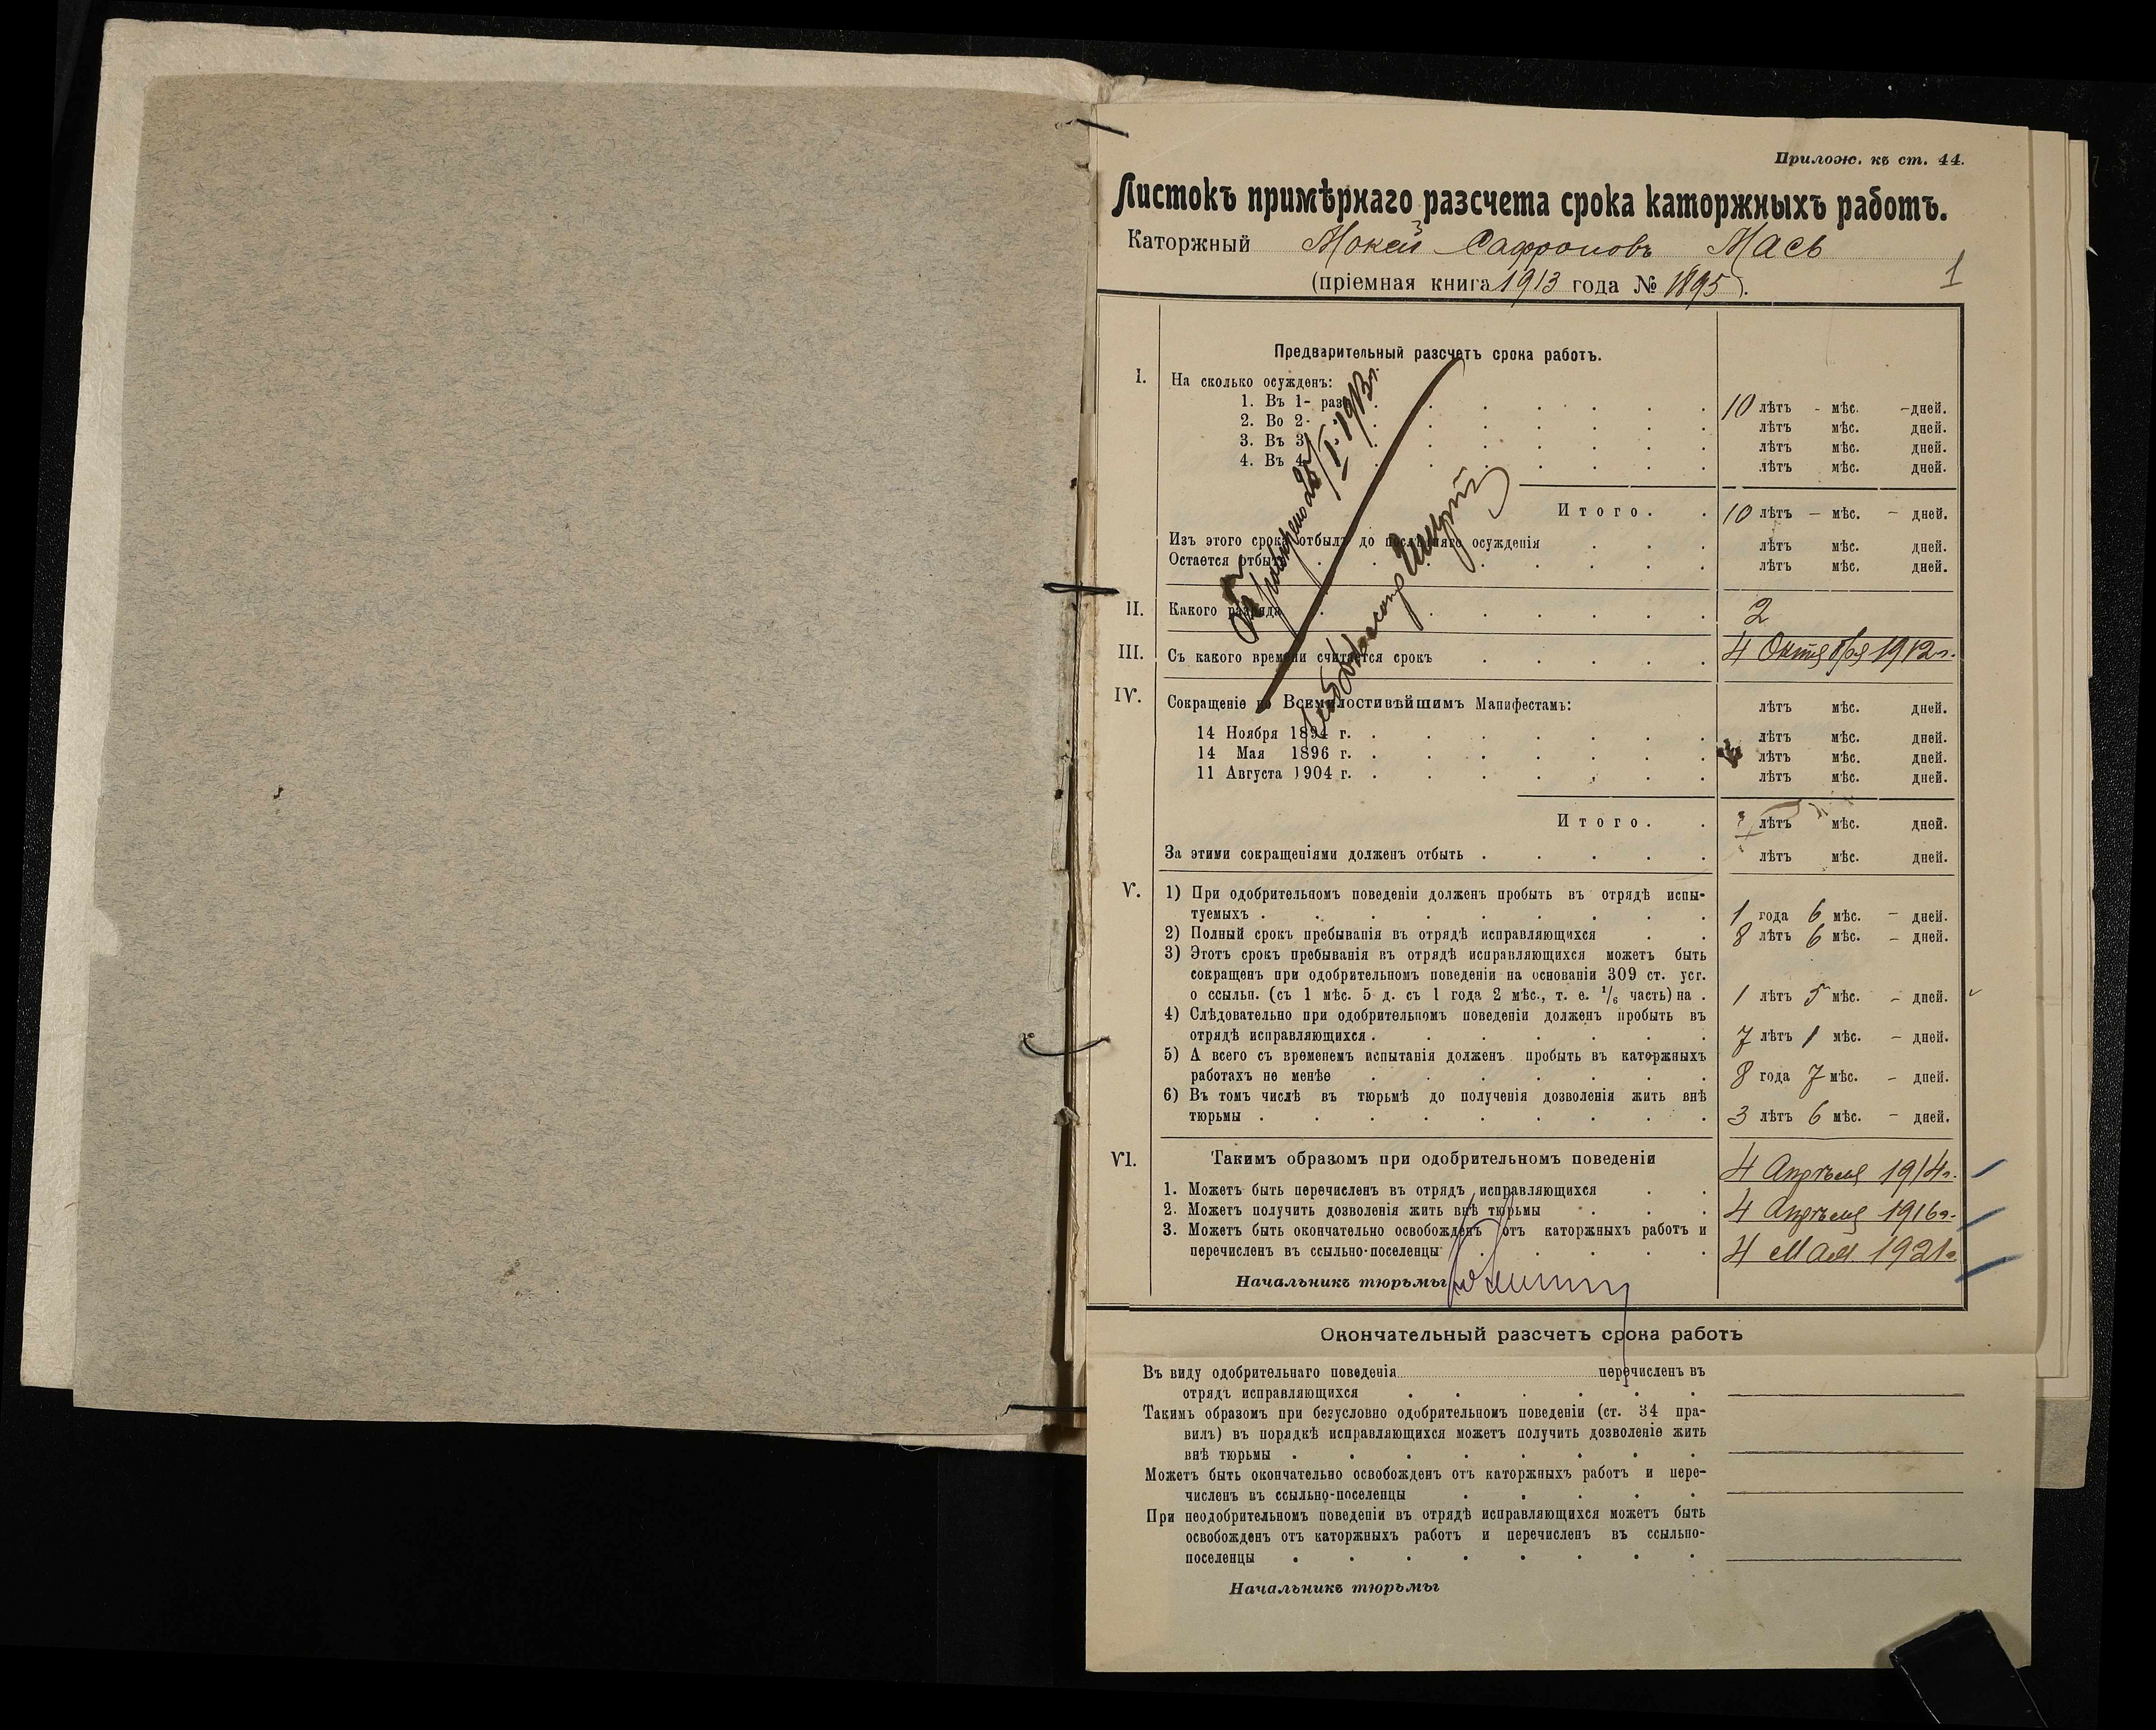 Прилож. къ ст. 44.
Листокъ примѣрнаго разсчета срока каторжныхъ работъ.
Каторжный Мокей Сафроновъ Мась
1
(пріемная книга 1913 года № 1895).
Предварительный разсчетъ срока работъ.
I. На сколько осужденъ:
1. Въ 1- раз. 10 лѣтъ - мѣс. - дней.
2. Во 2- лѣтъ мѣс. дней.
3. Въ 3 лѣтъ мѣс. дней.
4. Въ 4 лѣтъ мѣс. дней.
Итого. 10 лѣтъ - мѣс. - дней.
Изъ этого срока отбылъ до послѣдняго осужденія лѣтъ мѣс. дней.
Остается отбыть лѣтъ мѣс. дней.
II. Какого разряда 2
III. Съ какого времени считается срокъ 4 Октября 1912 г.
IV. Сокращеніе по Всемилостивѣйшимъ Манифестамъ: лѣтъ мѣс. дней.
14 Ноября 1894 г. лѣтъ мѣс. дней.
14 Мая 1896 г. лѣтъ мѣс. дней.
11 Августа 1904 г. лѣтъ мѣс. дней.
Итого. лѣтъ мѣс. дней.
За этими сокращеніями долженъ отбыть лѣтъ мѣс. дней.
V. 1) При одобрительномъ поведеніи долженъ пробыть въ отрядѣ испы-
туемыхъ 1 года 6 мѣс. - дней.
2) Полный срокъ пребыванія въ отрядѣ исправляющихся 8 лѣтъ 6 мѣс. - дней.
3) Этотъ срокъ пребыванія въ отрядѣ исправляющихся можетъ быть
сокращенъ при одобрительномъ поведеніи на основаніи 309 ст. уст.
о ссыльн. (съ 1 мѣс. 5 д. съ 1 года 2 мѣс., т. е. 1/6 часть) на 1 лѣтъ 5 мѣс. - дней.
4) Слѣдовательно при одобрительномъ поведеніи долженъ пробыть въ
отрядѣ исправляющихся 7 лѣтъ 1 мѣс. - дней.
5) А всего съ временемъ испытанія долженъ пробыть въ каторжныхъ
работахъ не менѣе 8 года 7 мѣс. - дней.
6) Въ томъ числѣ въ тюрьмѣ до полученія дозволенія жить внѣ
тюрьмы 3 лѣтъ 6 мѣс. - дней.
VI. Такимъ образомъ при одобрительномъ поведеніи
1. Можетъ быть перечисленъ въ отрядъ исправляющихся 4 Апрѣля 1914 г.
2. Можетъ получить дозволенія жить внѣ тюрьмы 4 Апрѣля 1916 г.
3. Можетъ быть окончательно освобожденъ отъ каторжныхъ работъ и
перечисленъ въ ссыльно-поселенцы 4 Мая 1921 г.
Начальникъ тюрьмы
Окончательный разсчетъ срока работъ
Въ виду одобрительнаго поведенія перечисленъ въ
отрядъ исправляющихся
Такимъ образомъ при безусловно одобрительномъ поведеніи (ст. 34 пра-
вилъ) въ порядкѣ исправляющихся можетъ получить дозволеніе жить
внѣ тюрьмы
Можетъ быть окончательно освобожденъ отъ каторжныхъ работъ и пере-
численъ въ ссыльно-поселенцы
При неодобрительномъ поведеніи въ отрядѣ исправляющихся можетъ быть
освобожденъ отъ каторжныхъ работъ и перечисленъ въ ссыльно-
поселенцы
Начальникъ тюрьмы